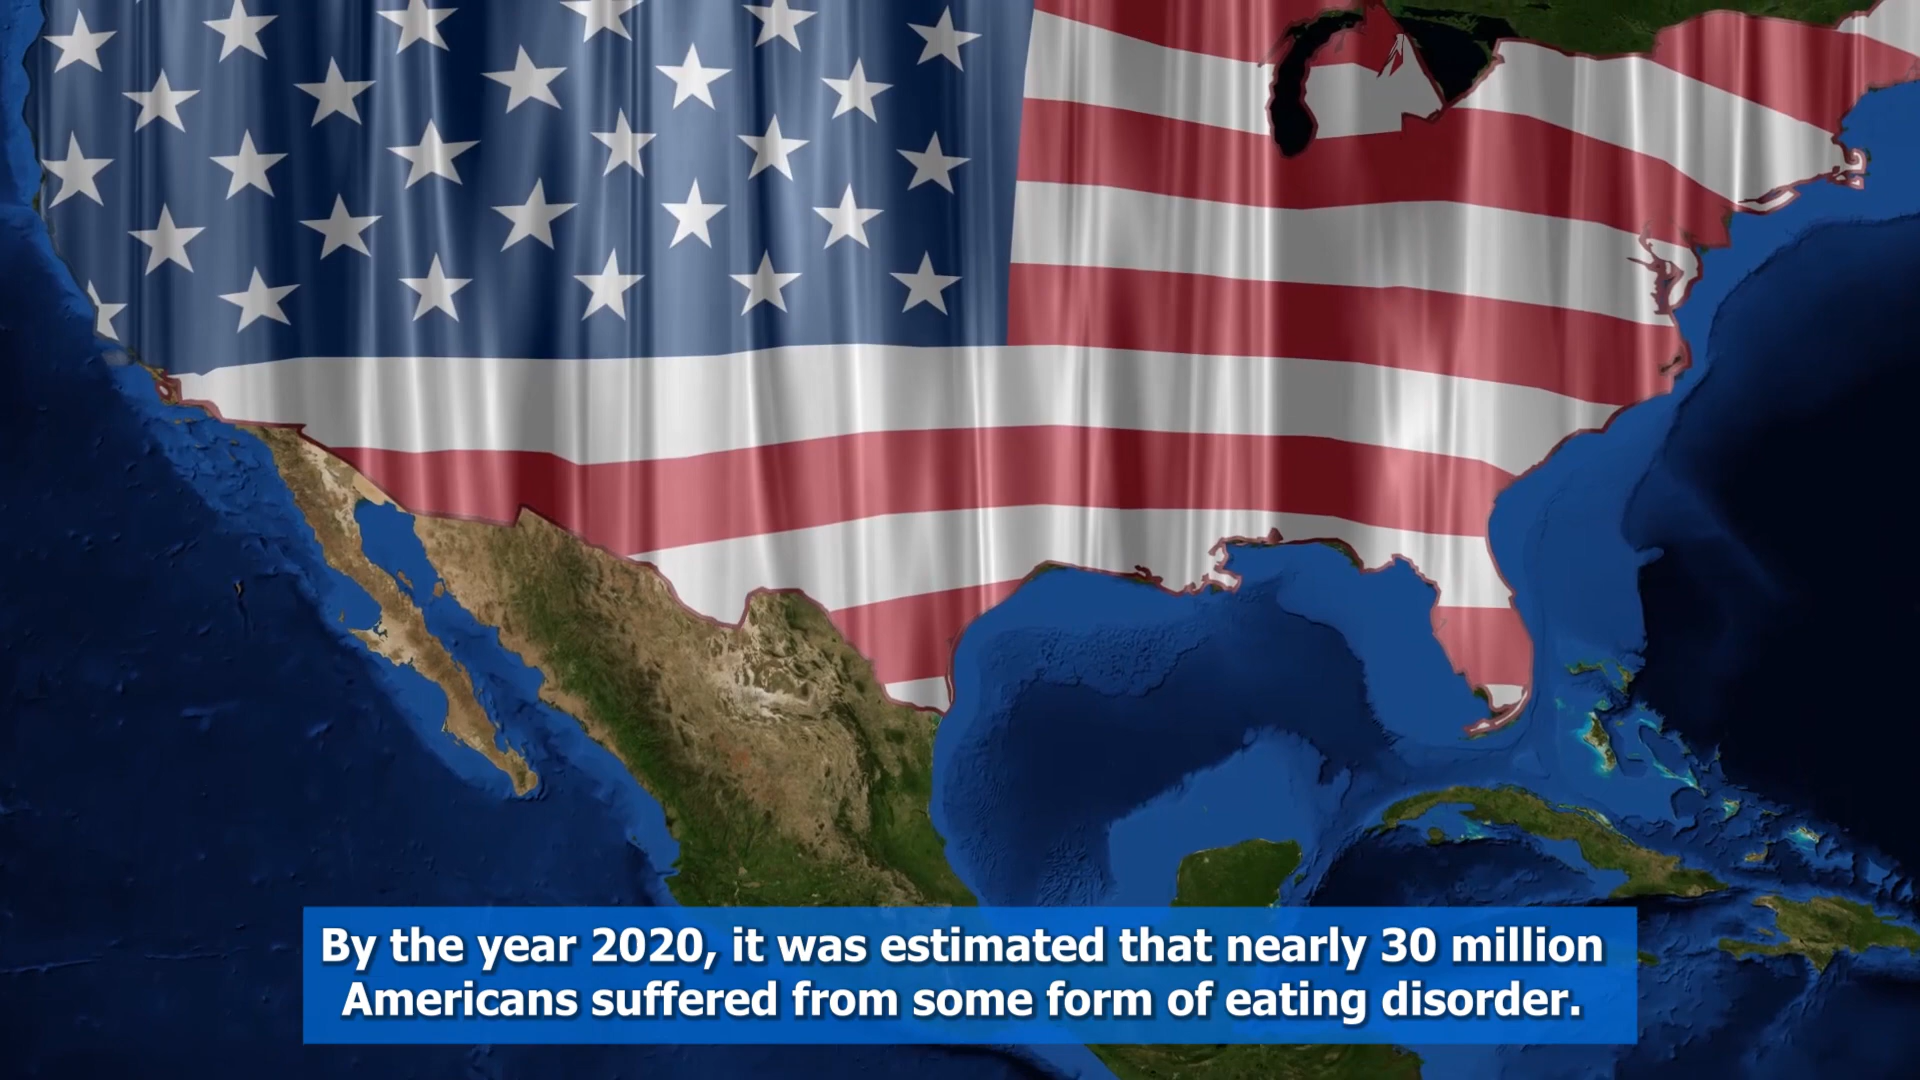 By the year 2020, it was estimated that nearly 30 million
Americans suffered from some form of eating disorder.